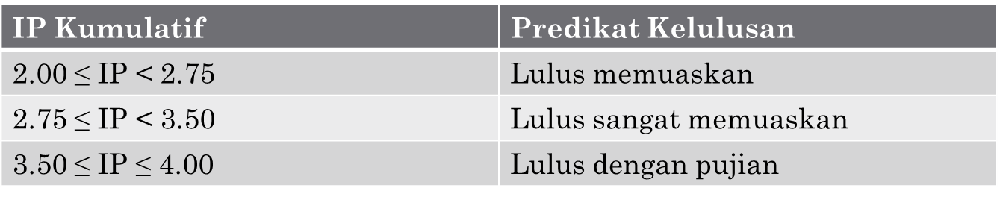 IP Kumulatif Predikat Kelulusan
2.00 ≤ IP < 2.75 Lulus memuaskan
2.75 ≤ IP < 3.50 Lulus sangat memuaskan
3.50 ≤ IP ≤ 4.00 Lulus dengan pujian